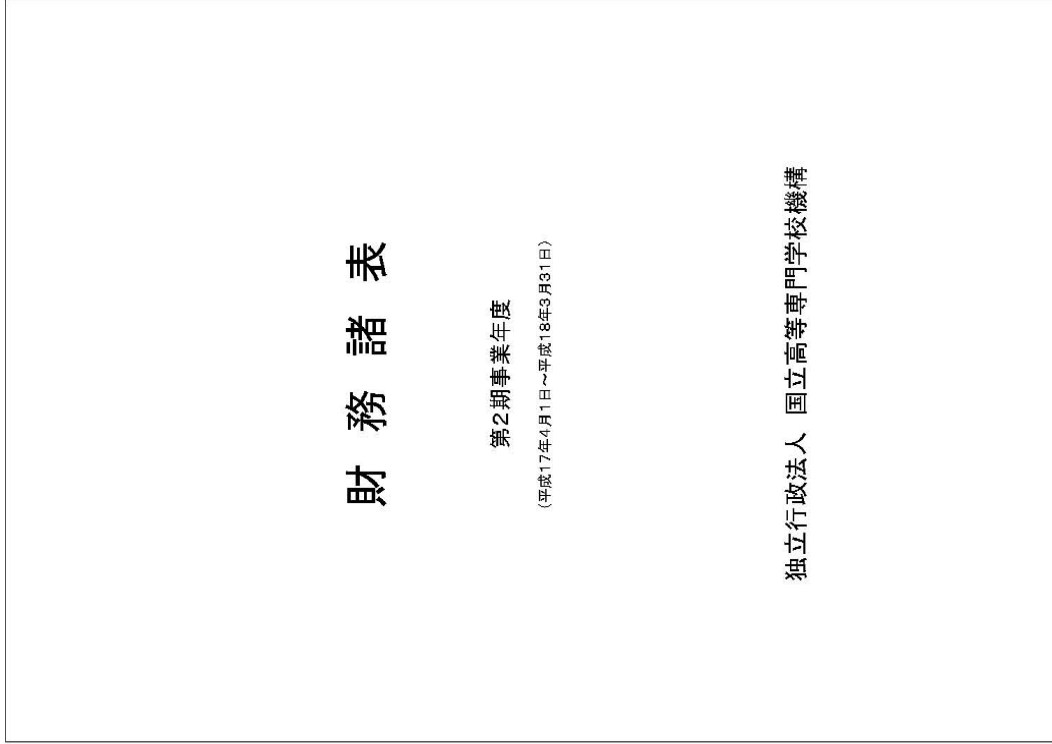 財務諸表
第2期事業年度
(平成17年4月1日～平成18年3月31日)
独立行政法人 国立高等専門学校機構